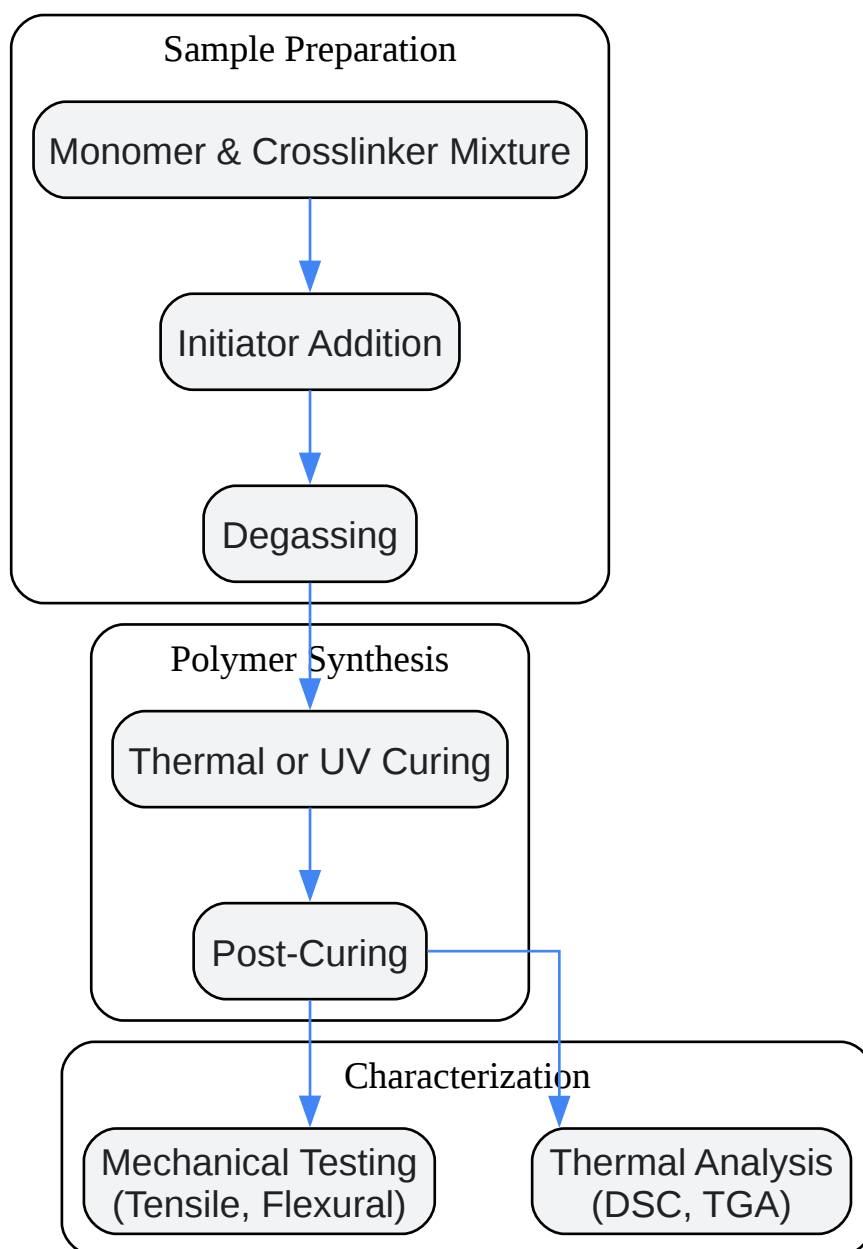 Sample Preparation
Monomer & Crosslinker Mixture
Initiator Addition
Degassing
Polymer Synthesis
Thermal or UV Curing
Post-Curing
Characterization
Mechanical Testing
(Tensile, Flexural)
Thermal Analysis
(DSC, TGA)